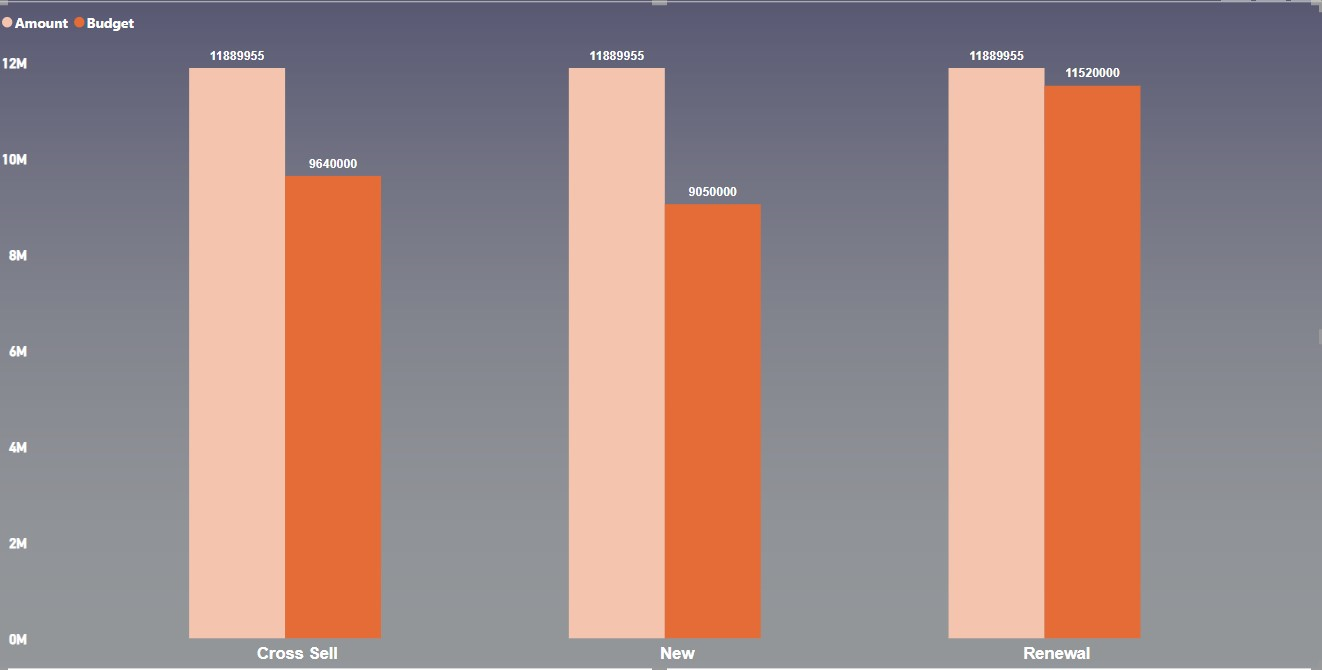 Amount Budget
11889955 11889955 11889955
12M
11520000
10M
9640000
9050000
8M
6M
4M
2M
0M
Cross Sell New Renewal